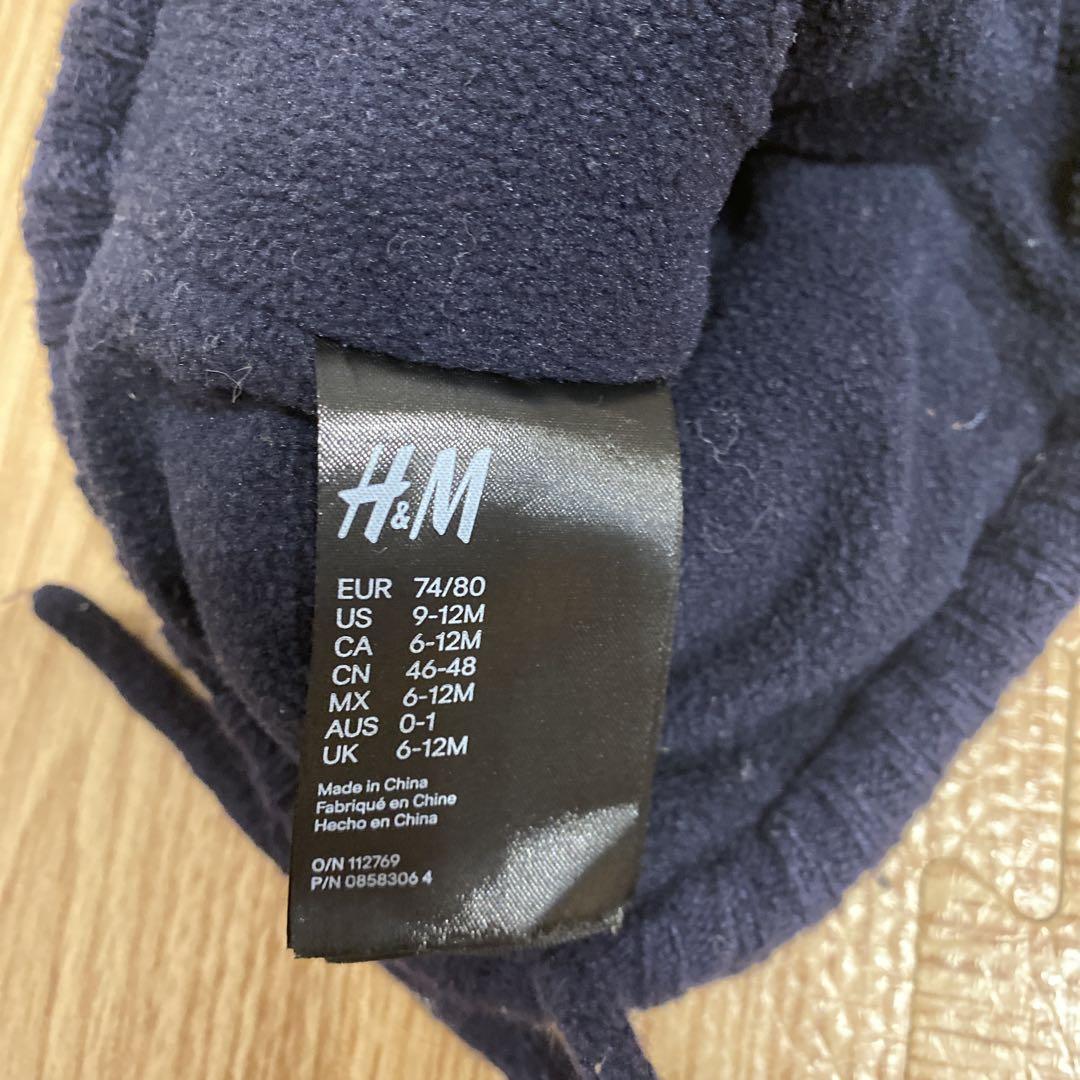 H&M
EUR 74/80
US 9-12M
CA 6-12M
CN 46-48
MX 6-12M
AUS 0-1
UK 6-12M
Made in China
Fabriqué en Chine
Hecho en China
O/N 112769
P/N 0858306 4